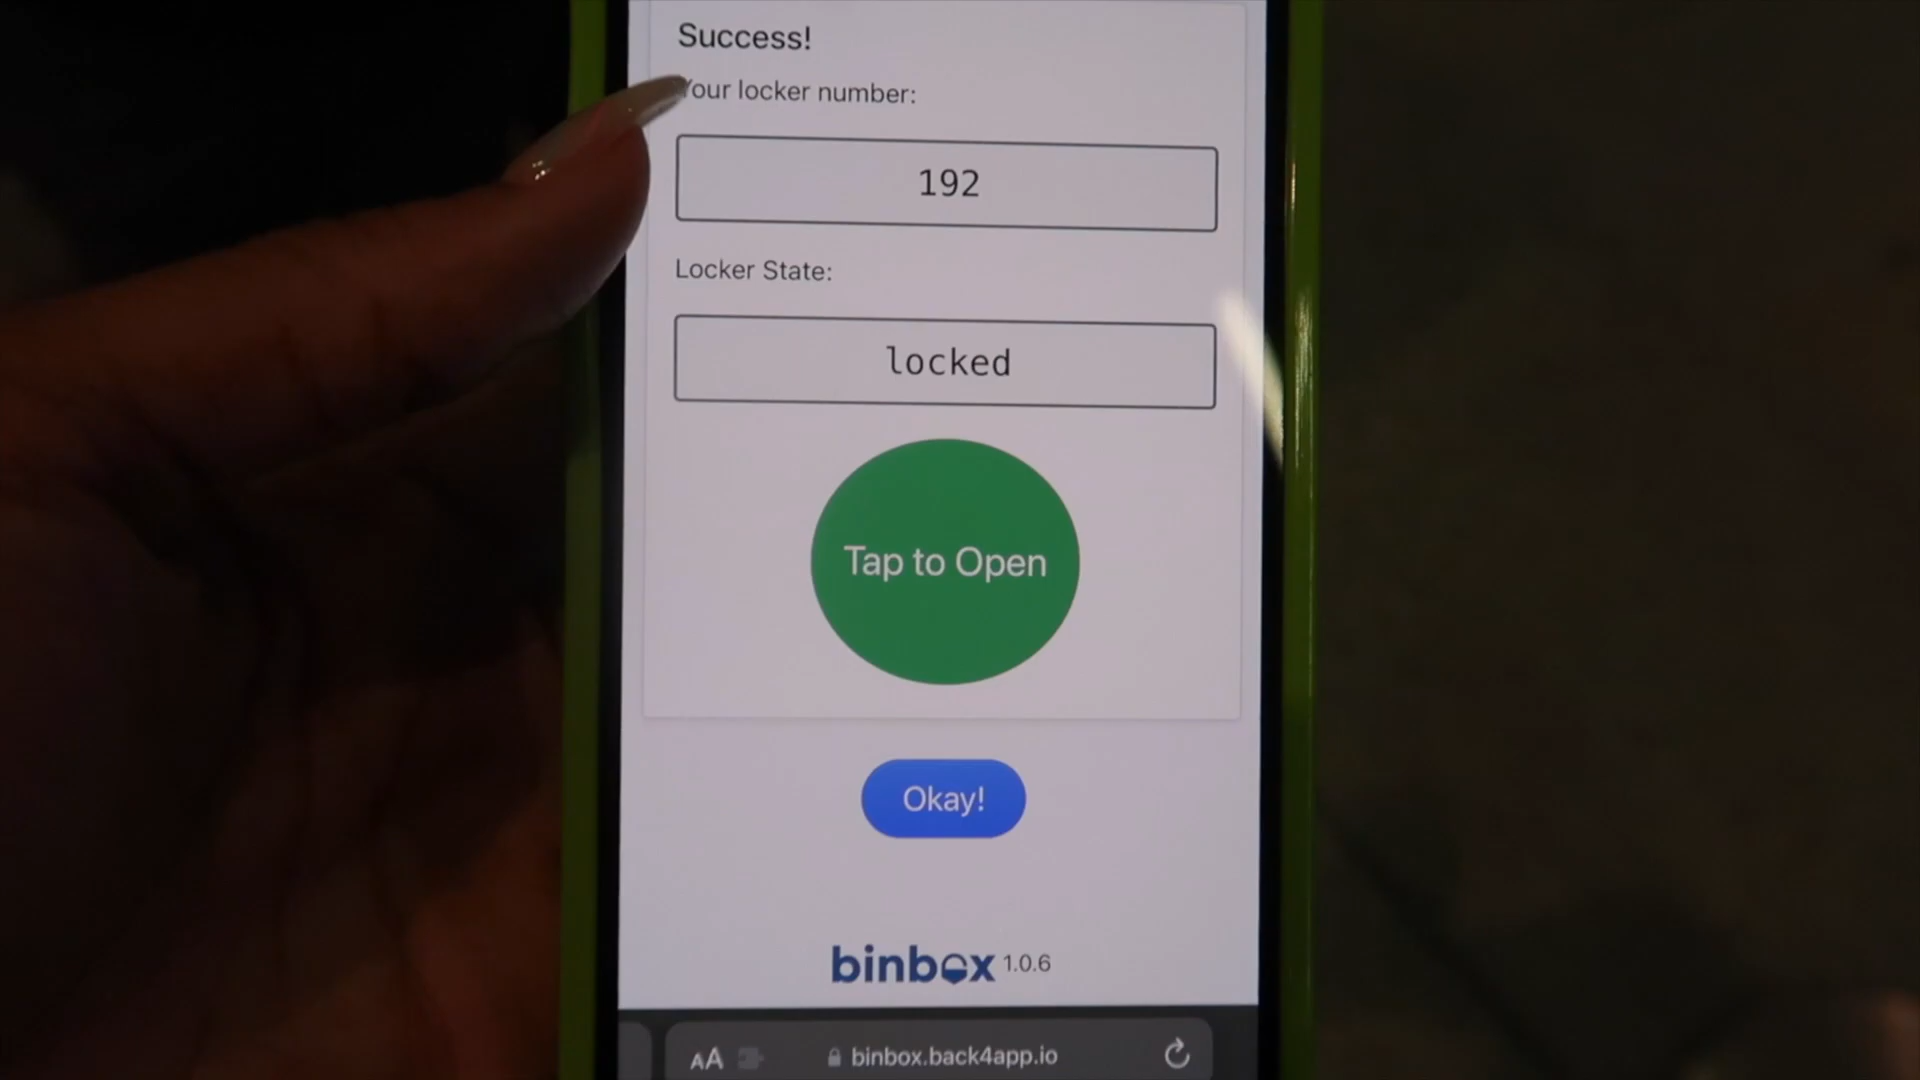 Success!
Your locker number:
192
Locker State:
locked
Tap to Open
Okay!
binbox 1.0.6
AA binbox.back4app.io